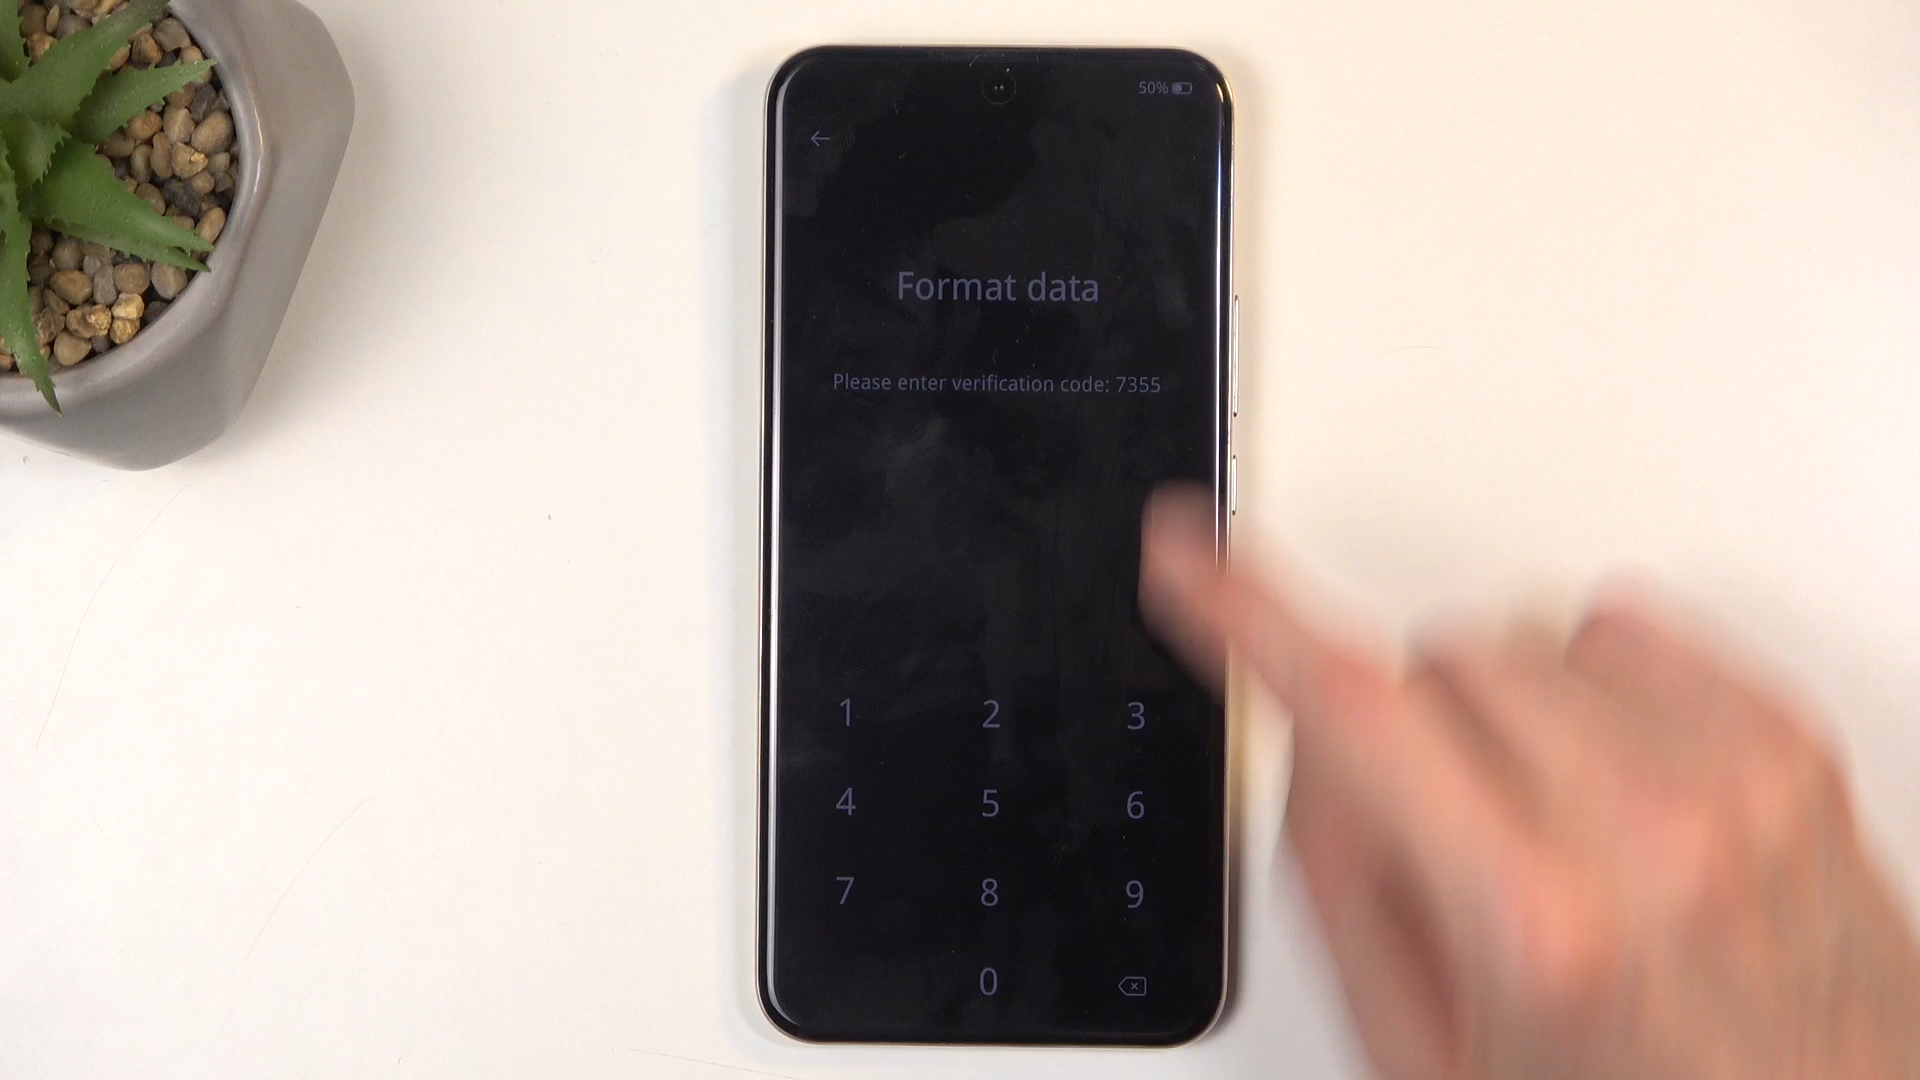 50%
Format data
Please enter verification code: 7355
1 2 3
4 5 6
7 8 9
0